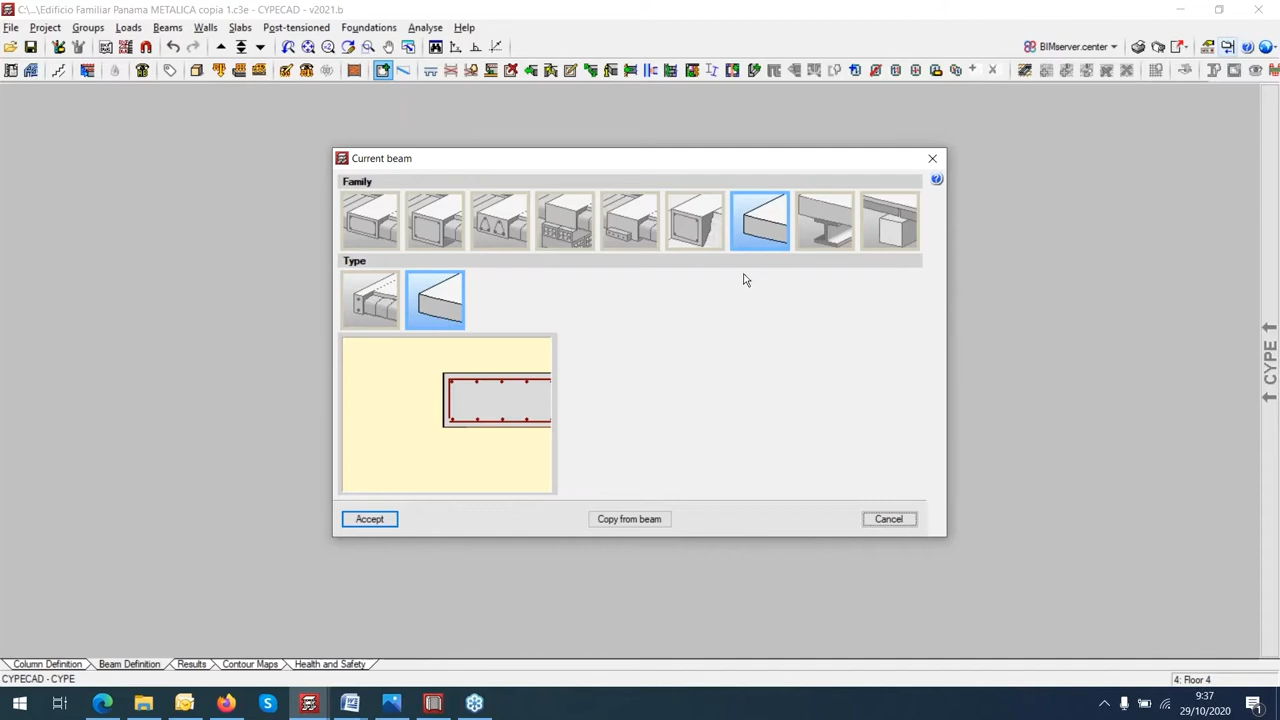 C:\...\Edificio Familiar Panama METALICA copia 1.c3e - CYPECAD - v2021.b
File Project Groups Loads Beams Walls Slabs Post-tensioned Foundations Analyse Help
BIMserver.center
Current beam
Family
Type
Accept
Copy from beam
Cancel
CYPE
Column Definition Beam Definition Results Contour Maps Health and Safety
CYPECAD - CYPE
4: Floor 4
9:37
29/10/2020
1